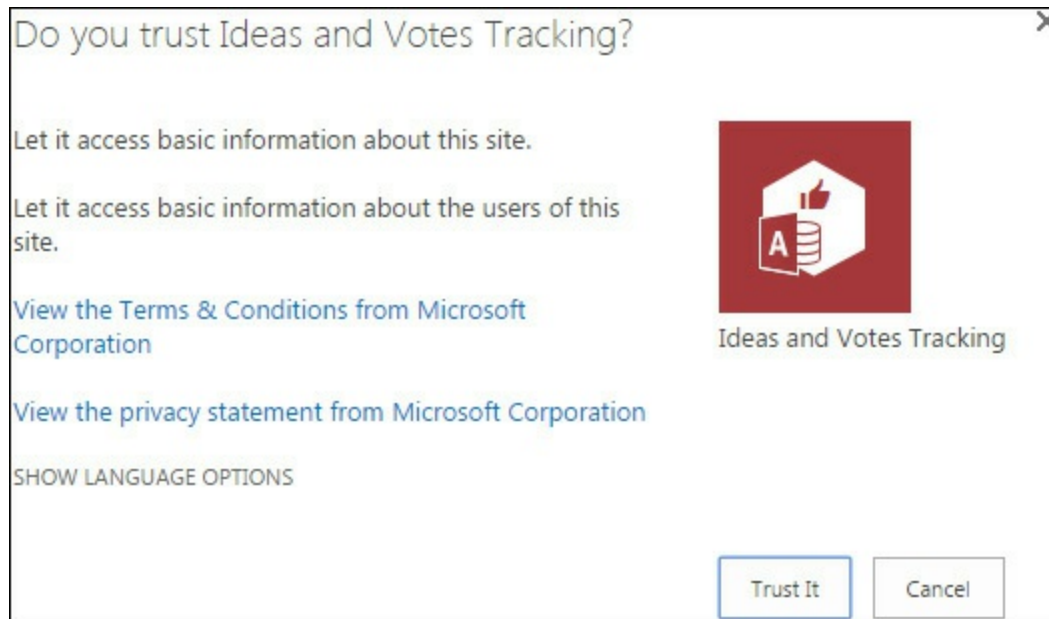 Do you trust Ideas and Votes Tracking?
Let it access basic information about this site.
Let it access basic information about the users of this
site.
View the Terms & Conditions from Microsoft
Corporation
View the privacy statement from Microsoft Corporation
SHOW LANGUAGE OPTIONS
A
Ideas and Votes Tracking
Trust It
Cancel